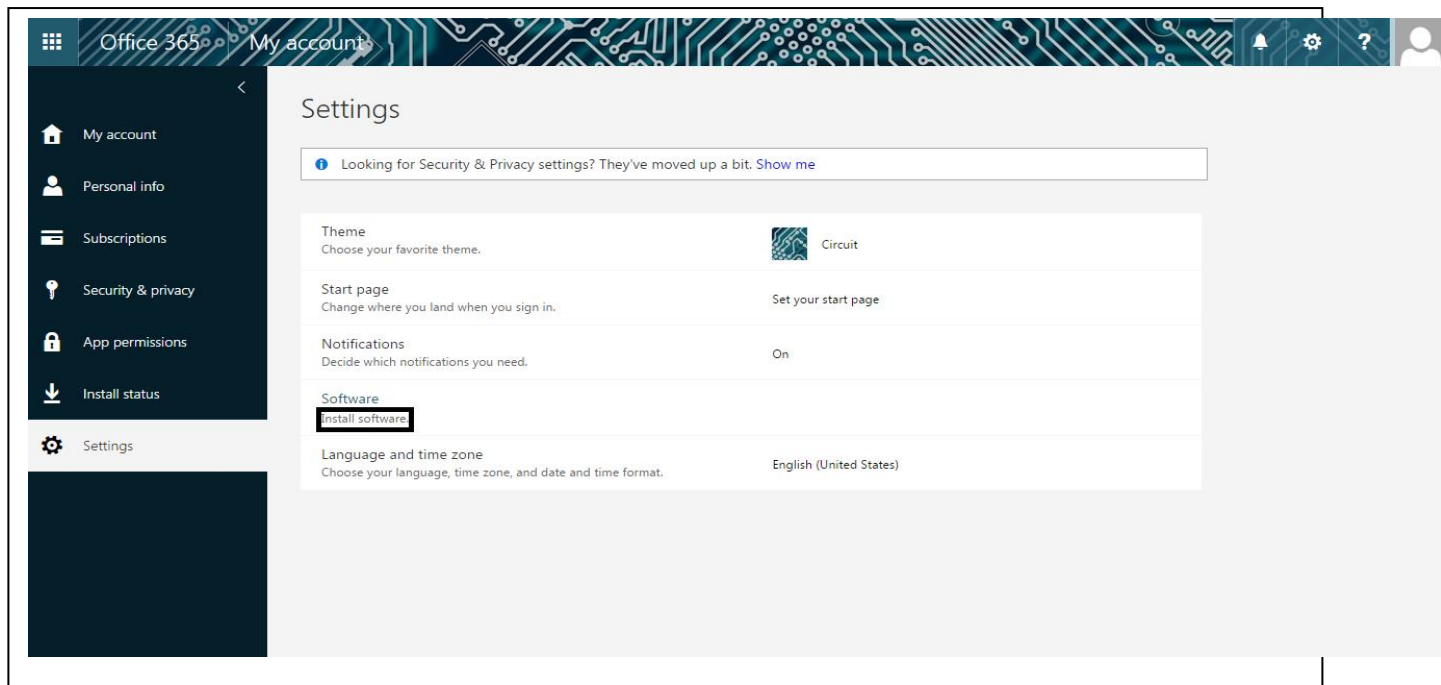 Office 365 My account ?
Settings
Looking for Security & Privacy settings? They've moved up a bit. Show me
My account
Personal info
Subscriptions
Security & privacy
App permissions
Install status
Settings
Theme
Choose your favorite theme.
Circuit
Start page
Change where you land when you sign in.
Set your start page
Notifications
Decide which notifications you need.
On
Software
Install software.
Language and time zone
Choose your language, time zone, and date and time format.
English (United States)